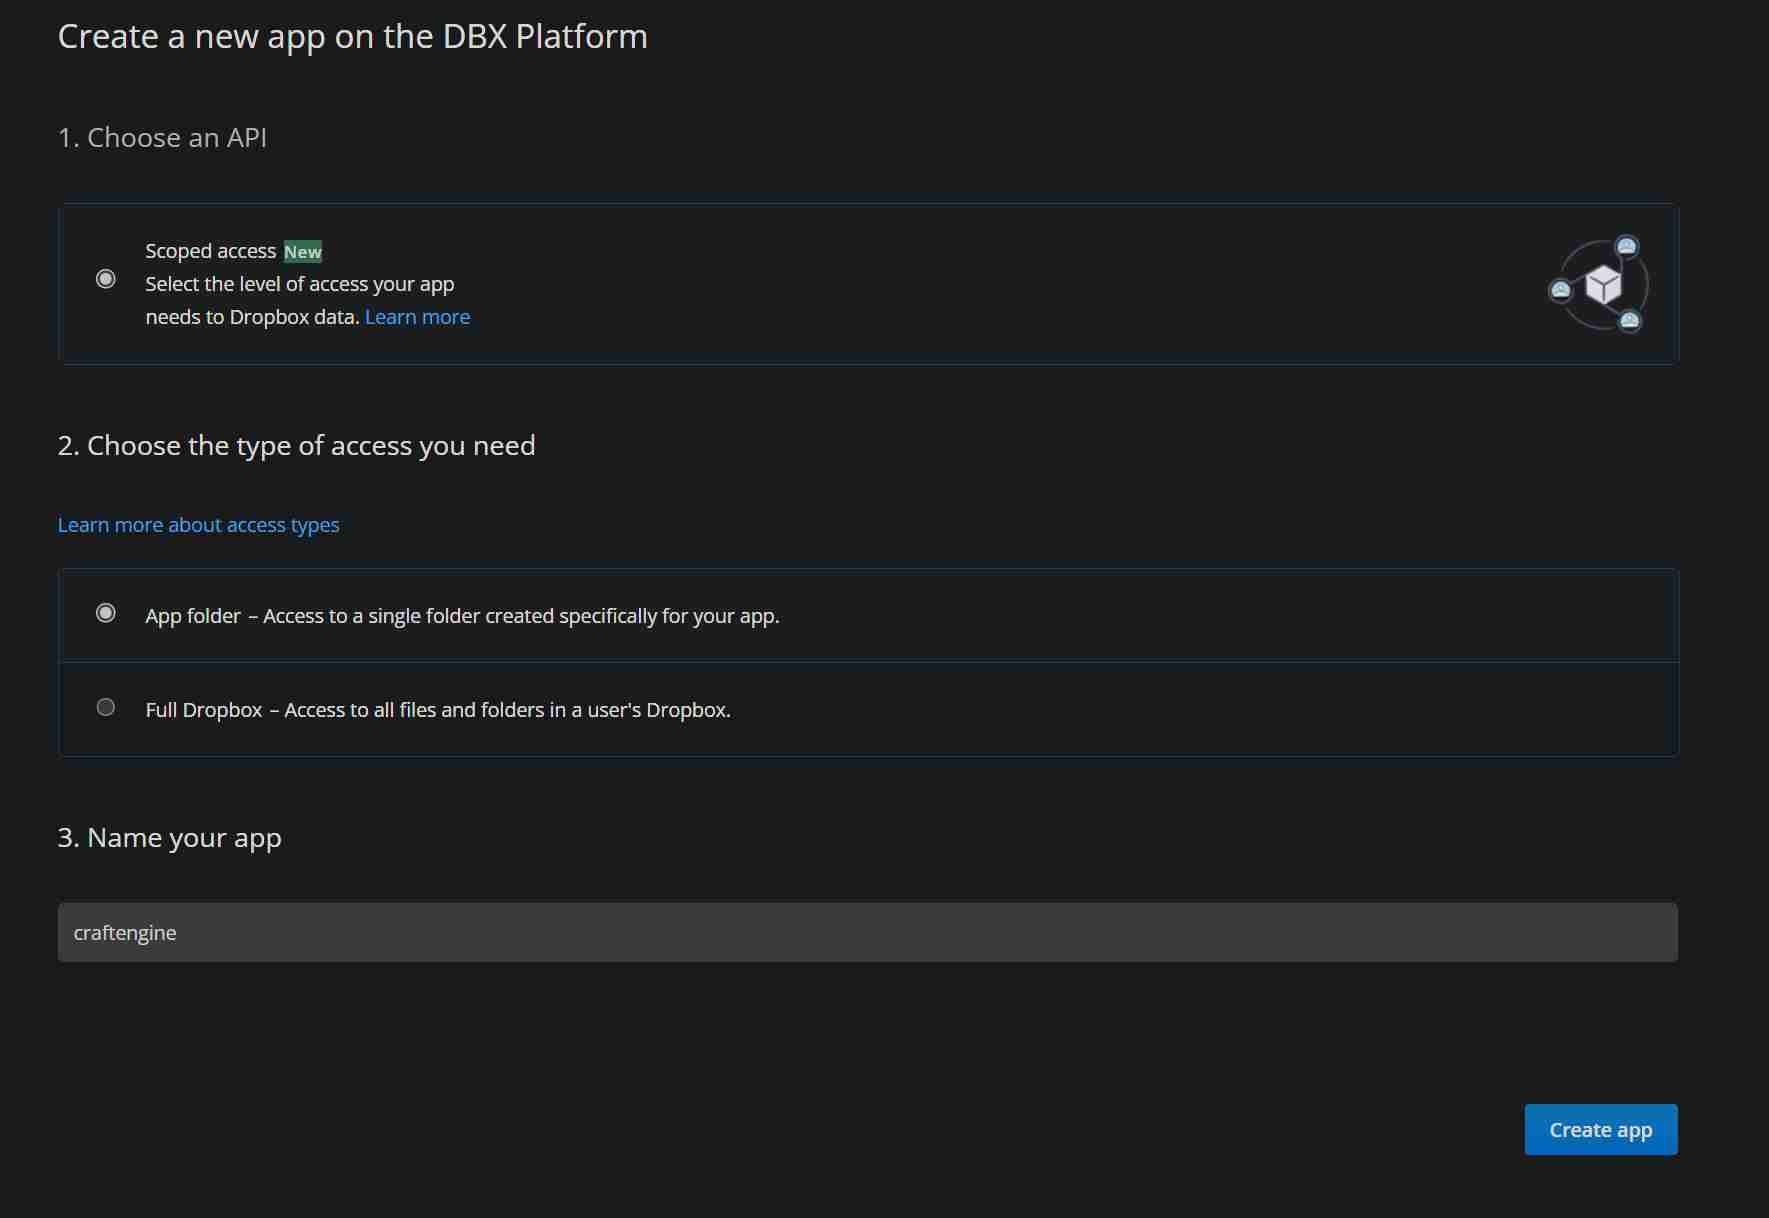 Create a new app on the DBX Platform
1. Choose an API
Scoped access New
Select the level of access your app
needs to Dropbox data. Learn more
2. Choose the type of access you need
Learn more about access types
App folder – Access to a single folder created specifically for your app.
Full Dropbox – Access to all files and folders in a user's Dropbox.
3. Name your app
craftengine
Create app